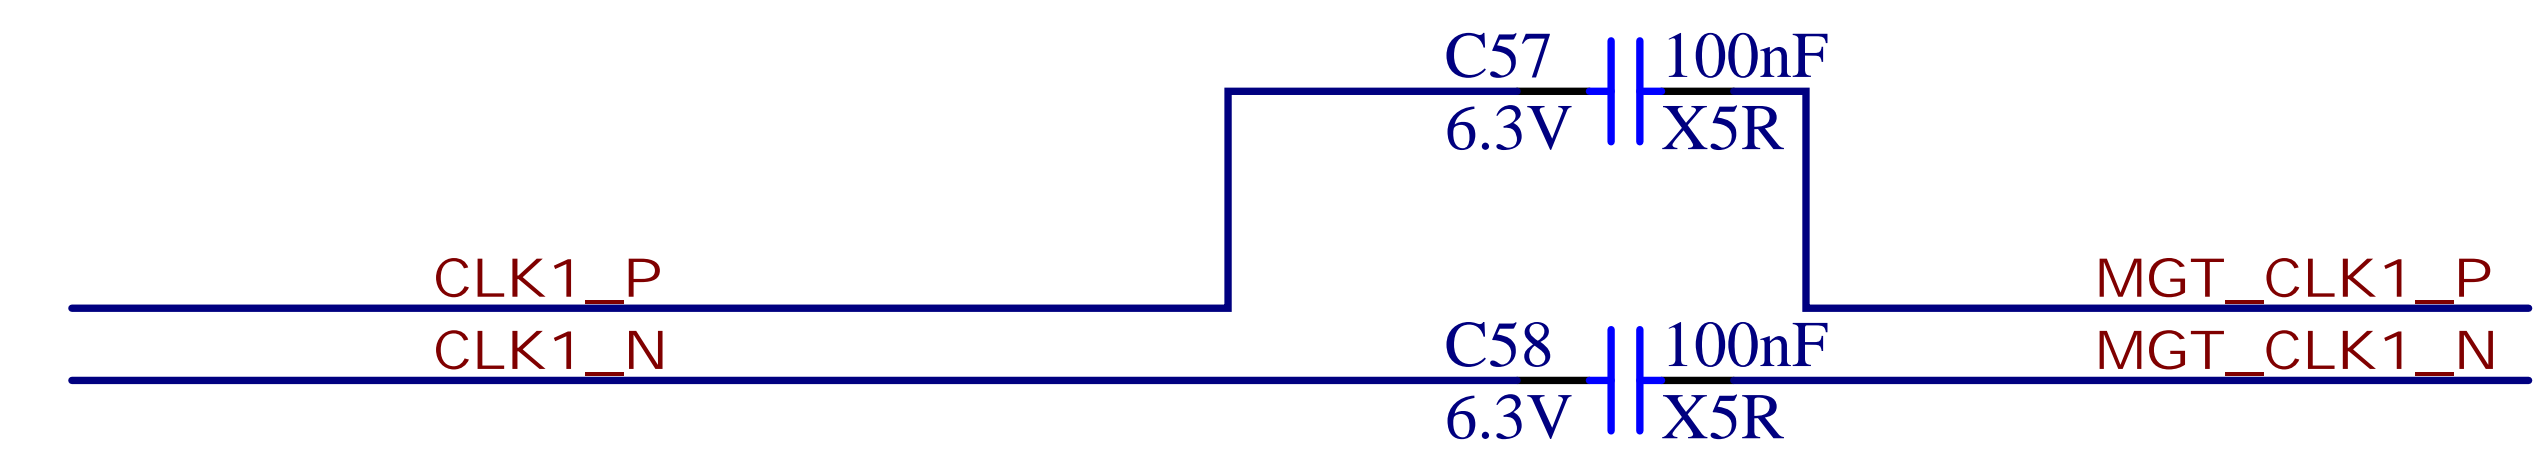 C57 100nF
6.3V X5R
CLK1_P MGT_CLK1_P
CLK1_N C58 100nF MGT_CLK1_N
6.3V X5R